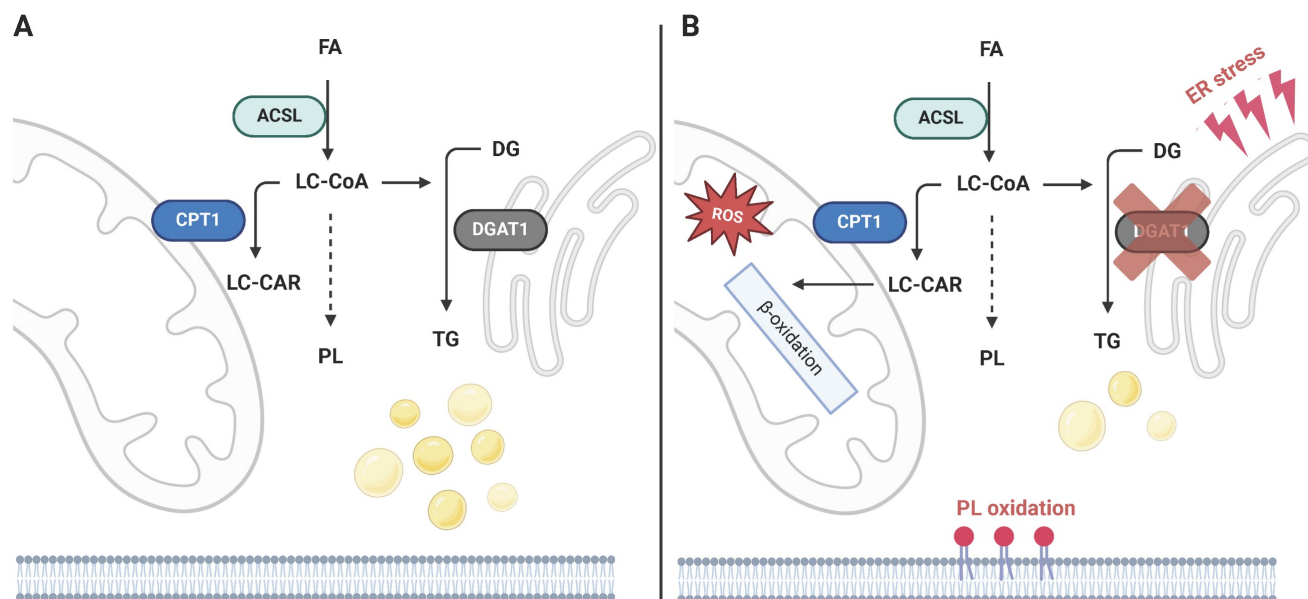 A
FA
ACSL
LC-CoA
DG
CPT1
DGAT1
LC-CAR
TG
PL
B
FA
ER stress
ACSL
DG
LC-CoA
ROS
CPT1
DGAT1
LC-CAR
β-oxidation
TG
PL
PL oxidation